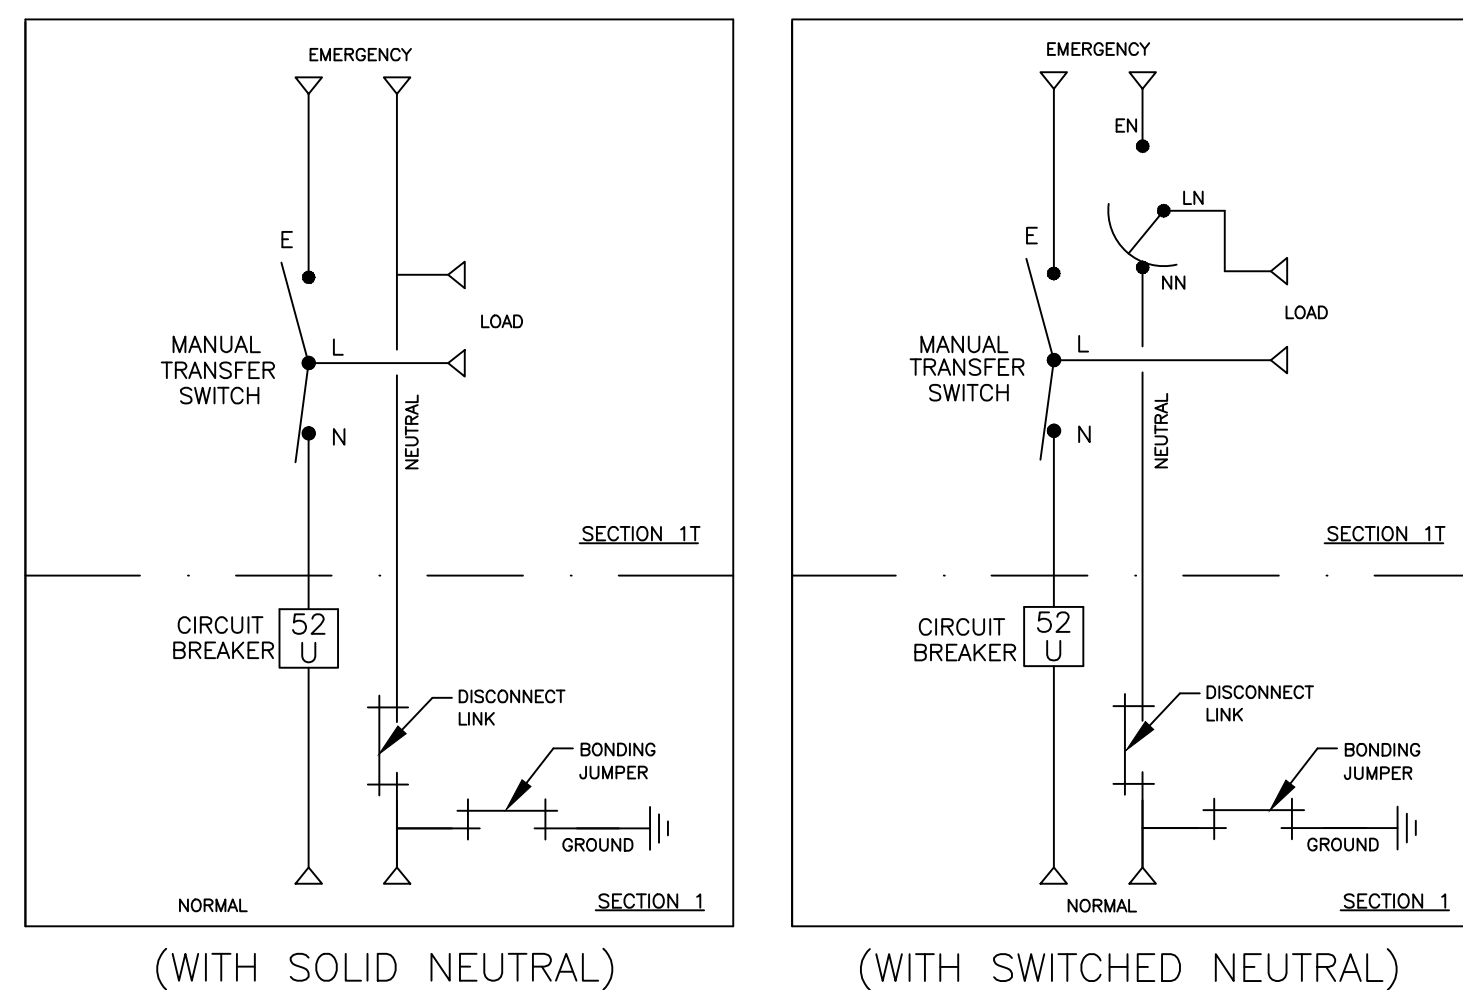 EMERGENCY
E
MANUAL
TRANSFER
SWITCH
L
LOAD
N
NEUTRAL
SECTION 1T
CIRCUIT
BREAKER
52
U
DISCONNECT
LINK
BONDING
JUMPER
GROUND
NORMAL
SECTION 1
(WITH SOLID NEUTRAL)
EMERGENCY
EN
LN
E
NN
LOAD
MANUAL
TRANSFER
SWITCH
L
N
NEUTRAL
SECTION 1T
CIRCUIT
BREAKER
52
U
DISCONNECT
LINK
BONDING
JUMPER
GROUND
NORMAL
SECTION 1
(WITH SWITCHED NEUTRAL)